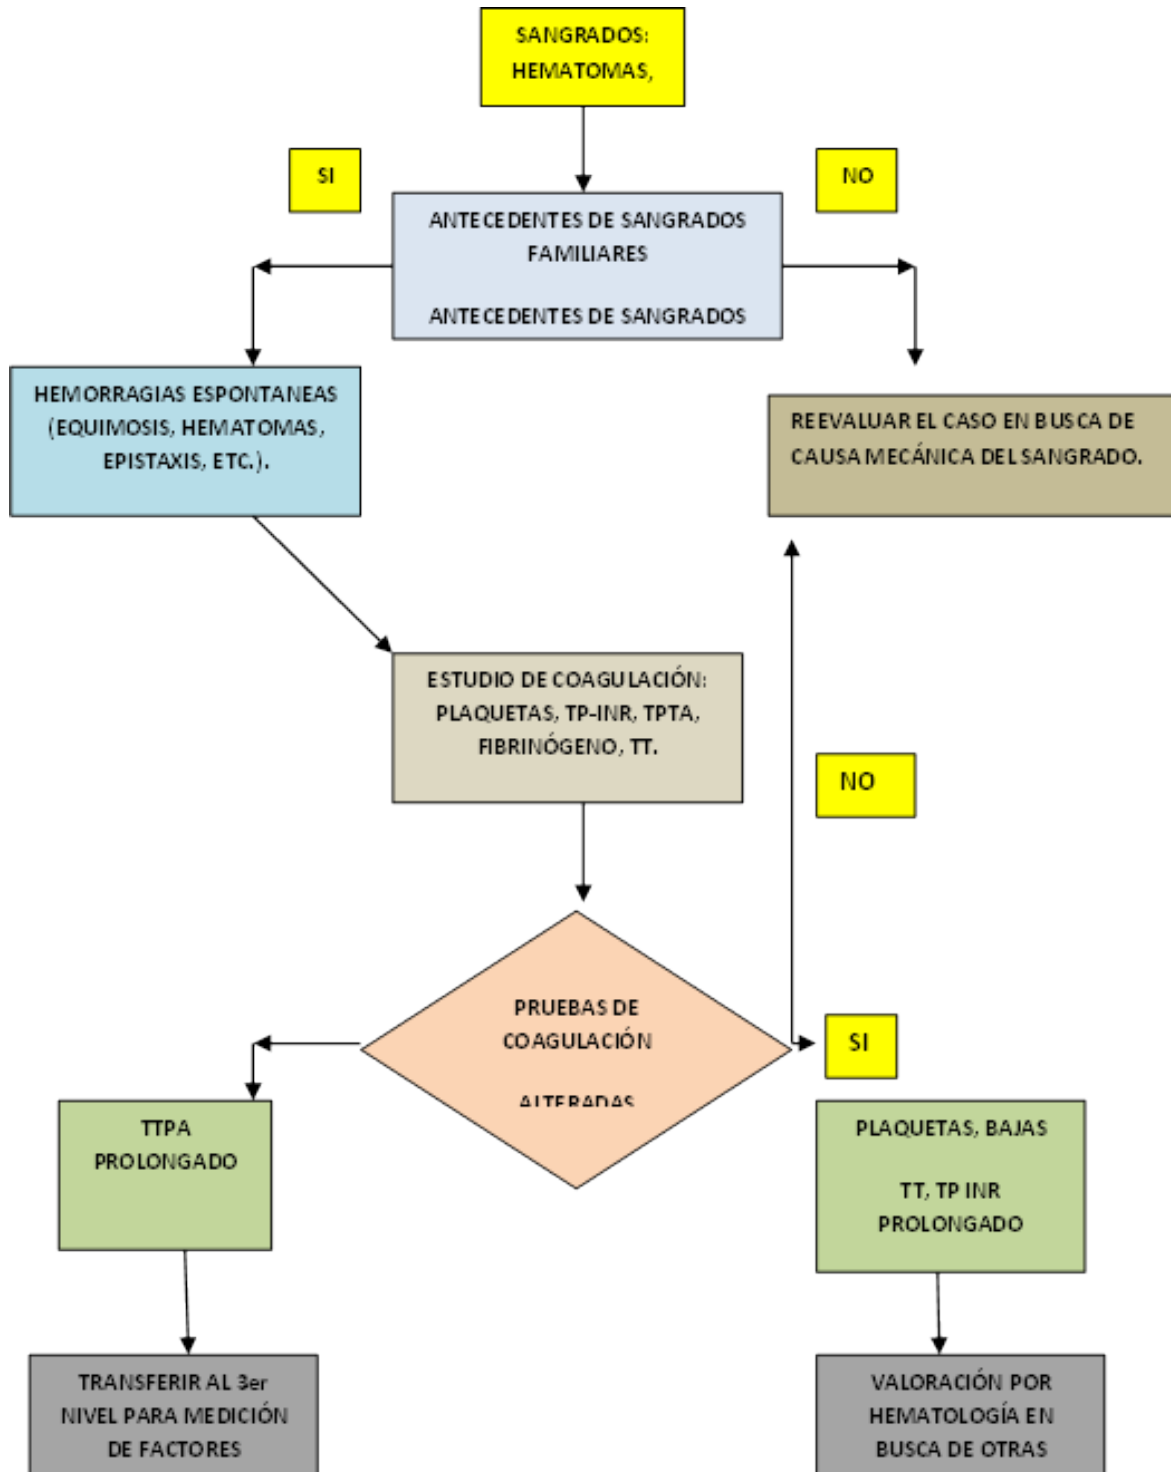 SANGRADOS:
HEMATOMAS,
SI
NO
ANTECEDENTES DE SANGRADOS
FAMILIARES
ANTECEDENTES DE SANGRADOS
HEMORRAGIAS ESPONTANEAS
(EQUIMOSIS, HEMATOMAS,
EPISTAXIS, ETC.).
REEVALUAR EL CASO EN BUSCA DE
CAUSA MECÁNICA DEL SANGRADO.
ESTUDIO DE COAGULACIÓN:
PLAQUETAS, TP-INR, TPTA,
FIBRINÓGENO, TT.
NO
PRUEBAS DE
COAGULACIÓN
ALTERADAS
SI
TTPA
PROLONGADO
PLAQUETAS, BAJAS
TT, TP INR
PROLONGADO
TRANSFERIR AL 3er
NIVEL PARA MEDICIÓN
DE FACTORES
VALORACIÓN POR
HEMATOLOGÍA EN
BUSCA DE OTRAS